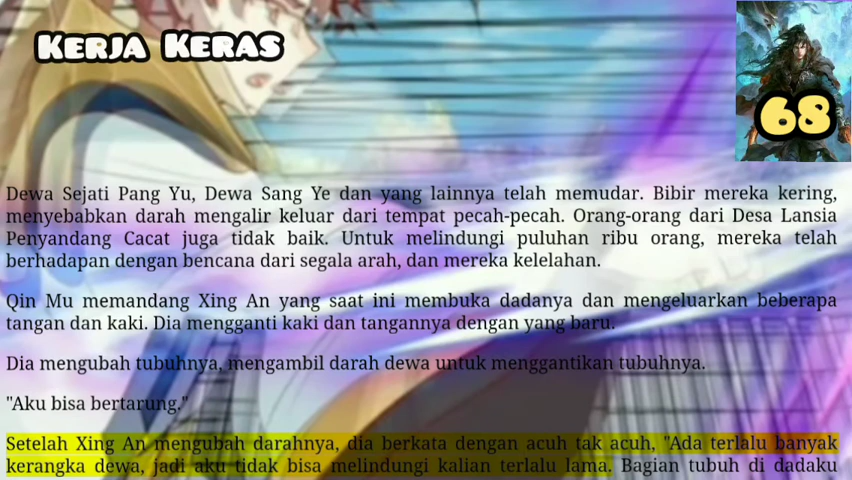 KERJA KERAS
68
Dewa Sejati Pang Yu, Dewa Sang Ye dan yang lainnya telah memudar. Bibir mereka kering,
menyebabkan darah mengalir keluar dari tempat pecah-pecah. Orang-orang dari Desa Lansia
Penyandang Cacat juga tidak baik. Untuk melindungi puluhan ribu orang, mereka telah
berhadapan dengan bencana dari segala arah, dan mereka kelelahan.
Qin Mu memandang Xing An yang saat ini membuka dadanya dan mengeluarkan beberapa
tangan dan kaki. Dia mengganti kaki dan tangannya dengan yang baru.
Dia mengubah tubuhnya, mengambil darah dewa untuk menggantikan tubuhnya.
"Aku bisa bertarung."
Setelah Xing An mengubah darahnya, dia berkata dengan acuh tak acuh, "Ada terlalu banyak
kerangka dewa, jadi aku tidak bisa melindungi kalian terlalu lama. Bagian tubuh di dadaku